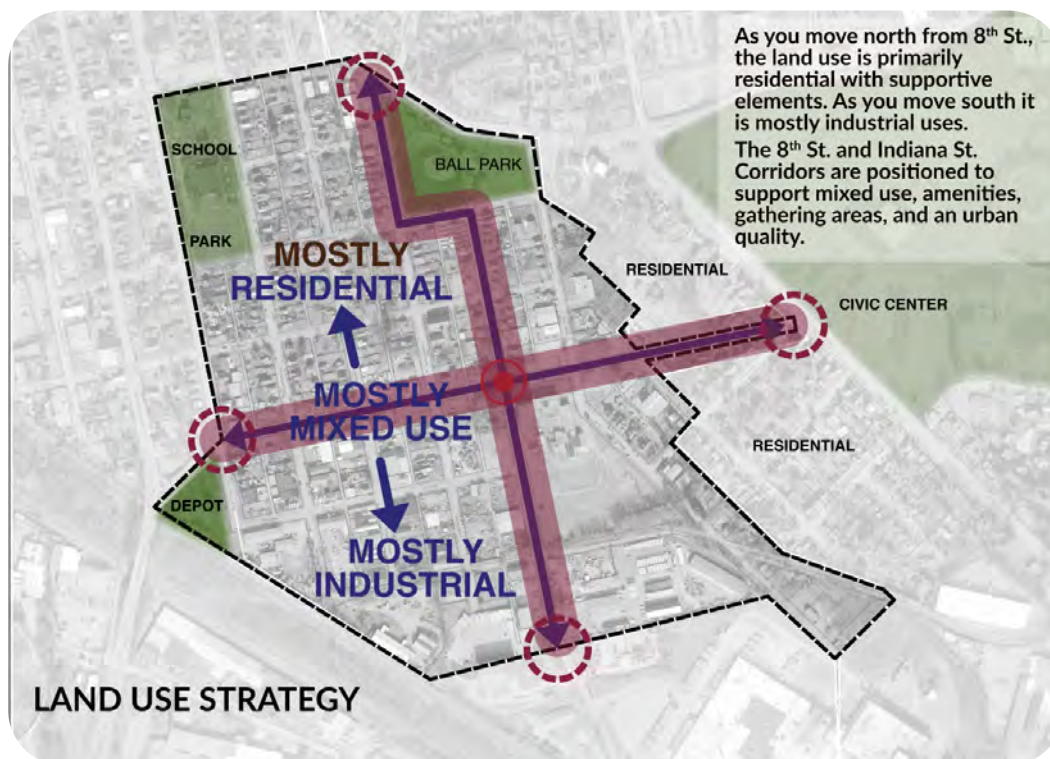 As you move north from 8th St.,
the land use is primarily
residential with supportive
elements. As you move south it
is mostly industrial uses.
The 8th St. and Indiana St.
Corridors are positioned to
support mixed use, amenities,
gathering areas, and an urban
quality.
SCHOOL
BALL PARK
PARK
MOSTLY
RESIDENTIAL
RESIDENTIAL
CIVIC CENTER
MOSTLY
MIXED USE
RESIDENTIAL
DEPOT
MOSTLY
INDUSTRIAL
LAND USE STRATEGY